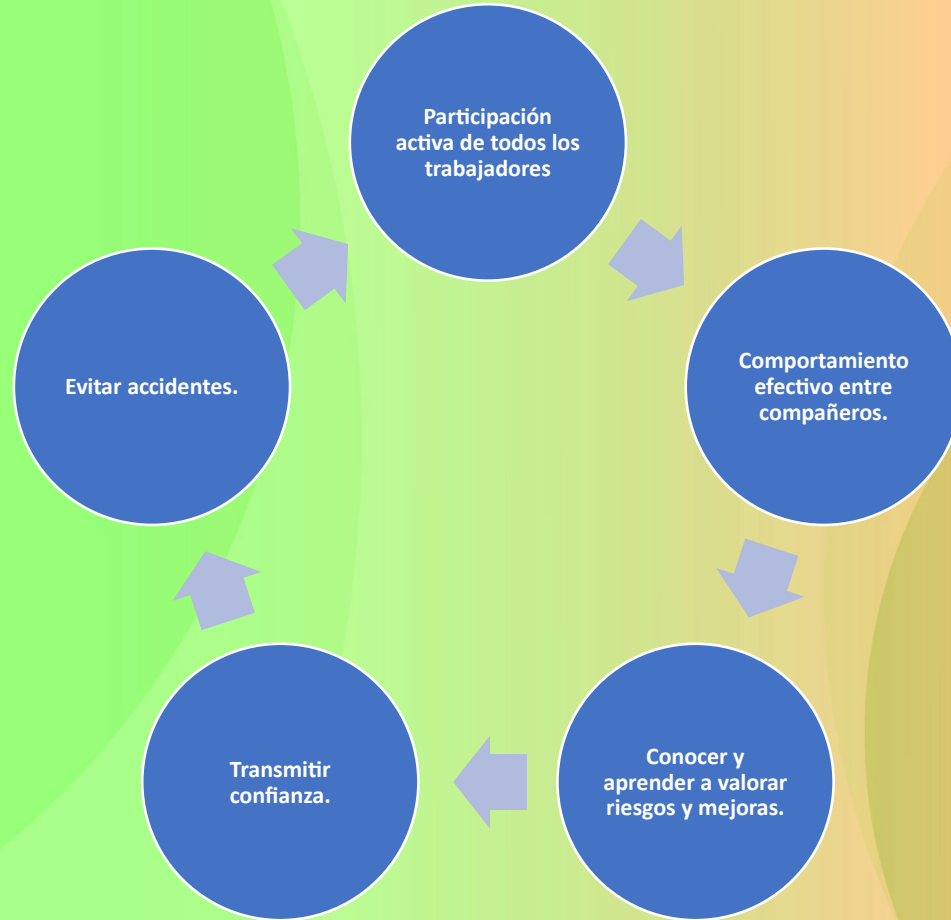 Participación
activa de todos los
trabajadores
Comportamiento
efectivo entre
compañeros.
Conocer y
aprender a valorar
riesgos y mejoras.
Transmitir
confianza.
Evitar accidentes.